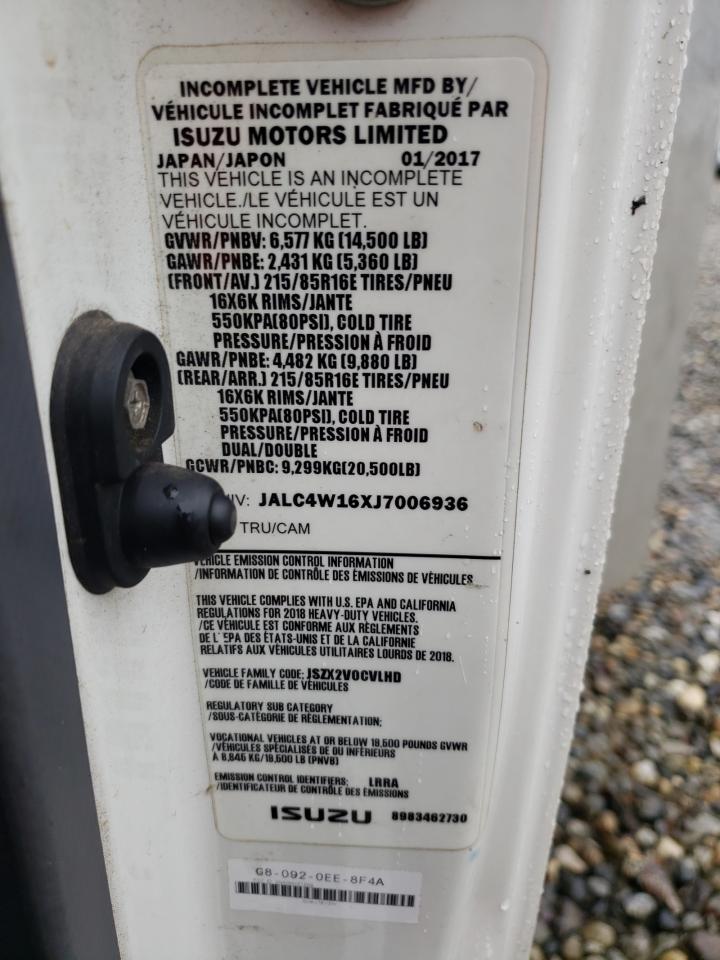 INCOMPLETE VEHICLE MFD BY/
VÉHICULE INCOMPLET FABRIQUÉ PAR
ISUZU MOTORS LIMITED
JAPAN/JAPON 01/2017
THIS VEHICLE IS AN INCOMPLETE
VEHICLE./LE VÉHICULE EST UN
VÉHICULE INCOMPLET.
GVWR/PNBV: 6,577 KG (14,500 LB)
GAWR/PNBE: 2,431 KG (5,360 LB)
(FRONT/AV.) 215/85R16E TIRES/PNEU
16X6K RIMS/JANTE
550KPA(80PSI), COLD TIRE
PRESSURE/PRESSION À FROID
GAWR/PNBE: 4,482 KG (9,880 LB)
(REAR/ARR.) 215/85R16E TIRES/PNEU
16X6K RIMS/JANTE
550KPA(80PSI), COLD TIRE
PRESSURE/PRESSION À FROID
DUAL/DOUBLE
GCWR/PNBC: 9,299KG(20,500LB)
IV: JALC4W16XJ7006936
TRU/CAM
VEHICLE EMISSION CONTROL INFORMATION
/INFORMATION DE CONTRÔLE DES ÉMISSIONS DE VÉHICULES
THIS VEHICLE COMPLIES WITH U.S. EPA AND CALIFORNIA
REGULATIONS FOR 2018 HEAVY-DUTY VEHICLES.
/CE VÉHICULE EST CONFORME AUX RÈGLEMENTS
DE L' EPA DES ÉTATS-UNIS ET DE LA CALIFORNIE
RELATIFS AUX VÉHICULES UTILITAIRES LOURDS DE 2018.
VEHICLE FAMILY CODE: JSZX2VOCVLHD
/CODE DE FAMILLE DE VÉHICULES
REGULATORY SUB CATEGORY
/SOUS-CATÉGORIE DE RÉGLEMENTATION;
VOCATIONAL VEHICLES AT OR BELOW 19,500 POUNDS GVWR
/VÉHICULES SPÉCIALISÉS DE OU INFÉRIEURS
À 8,845 KG/19,500 LB (PNVB)
EMISSION CONTROL IDENTIFIERS: LRRA
/IDENTIFICATEUR DE CONTRÔLE DES ÉMISSIONS
ISUZU 8983462730
G8-092-0EE-8F4A